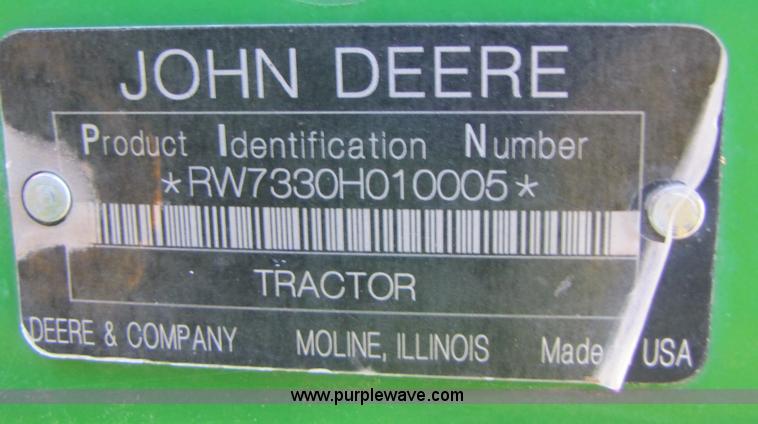 JOHN DEERE
Product Identification Number
*RW7330H010005*
TRACTOR
DEERE & COMPANY MOLINE, ILLINOIS Made USA
www.purplewave.com